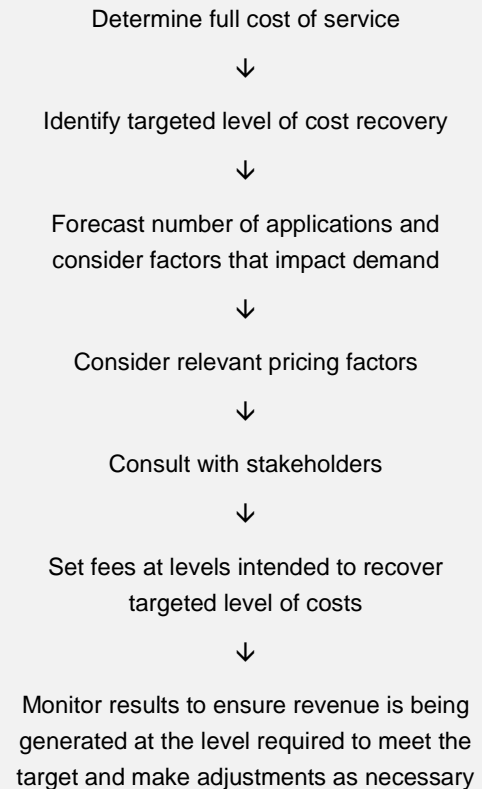 Determine full cost of service
↓
Identify targeted level of cost recovery
↓
Forecast number of applications and
consider factors that impact demand
↓
Consider relevant pricing factors
↓
Consult with stakeholders
↓
Set fees at levels intended to recover
targeted level of costs
↓
Monitor results to ensure revenue is being
generated at the level required to meet the
target and make adjustments as necessary